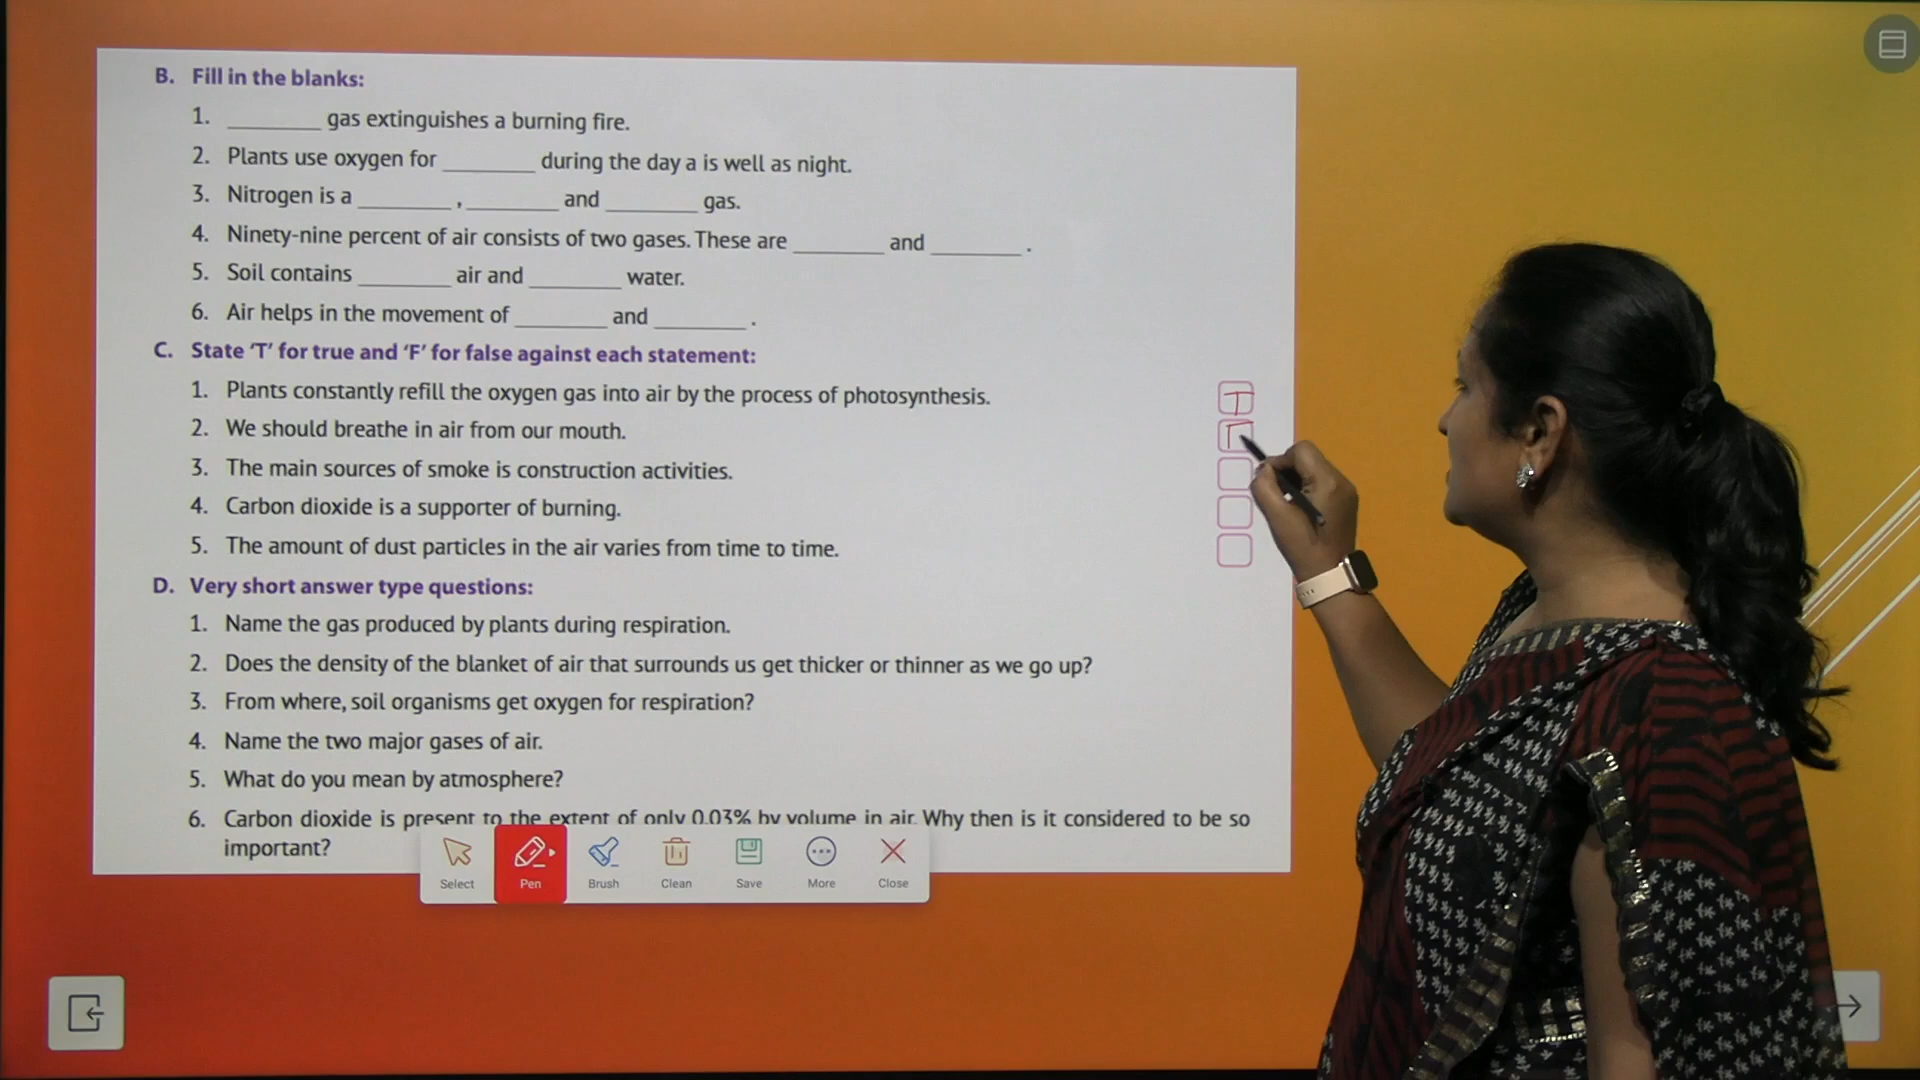 B. Fill in the blanks:
1. ________ gas extinguishes a burning fire.
2. Plants use oxygen for ________ during the day a is well as night.
3. Nitrogen is a ________ , ________ and ________ gas.
4. Ninety-nine percent of air consists of two gases. These are ________ and ________ .
5. Soil contains ________ air and ________ water.
6. Air helps in the movement of ________ and ________ .
C. State ‘T’ for true and ‘F’ for false against each statement:
1. Plants constantly refill the oxygen gas into air by the process of photosynthesis. T
2. We should breathe in air from our mouth.
3. The main sources of smoke is construction activities.
4. Carbon dioxide is a supporter of burning.
5. The amount of dust particles in the air varies from time to time.
D. Very short answer type questions:
1. Name the gas produced by plants during respiration.
2. Does the density of the blanket of air that surrounds us get thicker or thinner as we go up?
3. From where, soil organisms get oxygen for respiration?
4. Name the two major gases of air.
5. What do you mean by atmosphere?
6. Carbon dioxide is present to the extent of only 0.03% by volume in air. Why then is it considered to be so
important?
Select Pen Brush Clean Save More Close